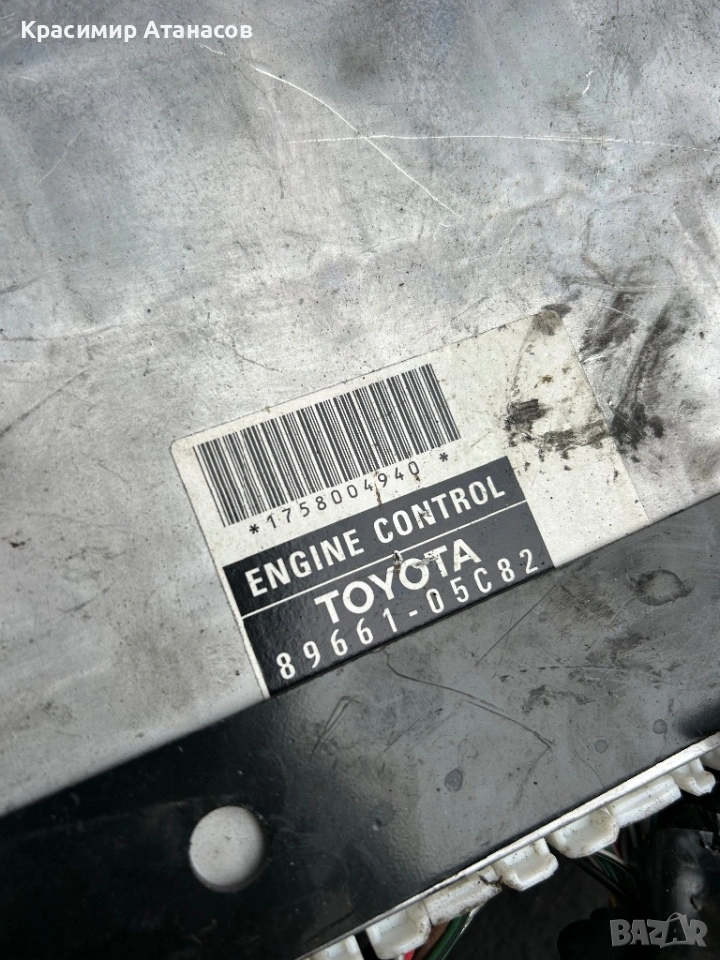 Красимир Атанасов
*1758004940*
ENGINE CONTROL
TOYOTA
89661-05C82
BAZAR